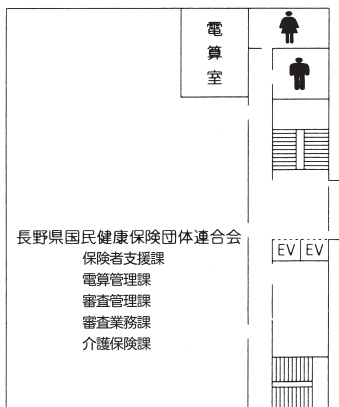 電算室
長野県国民健康保険団体連合会
保険者支援課
電算管理課
審査管理課
審査業務課
介護保険課
EV EV